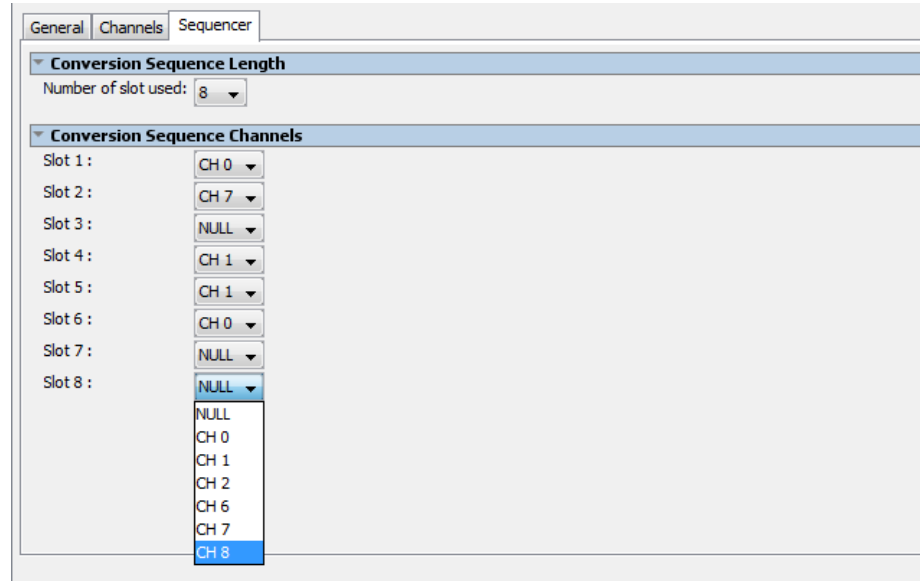 General Channels Sequencer
Conversion Sequence Length
Number of slot used: 8
Conversion Sequence Channels
Slot 1 : CH 0
Slot 2 : CH 7
Slot 3 : NULL
Slot 4 : CH 1
Slot 5 : CH 1
Slot 6 : CH 0
Slot 7 : NULL
Slot 8 : NULL
NULL
CH 0
CH 1
CH 2
CH 6
CH 7
CH 8